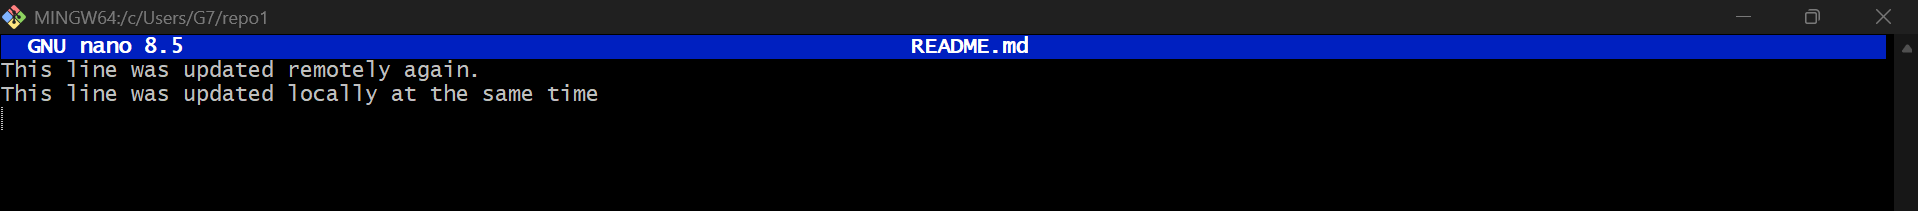 MINGW64:/c/Users/G7/repo1
GNU nano 8.5 README.md
This line was updated remotely again.
This line was updated locally at the same time